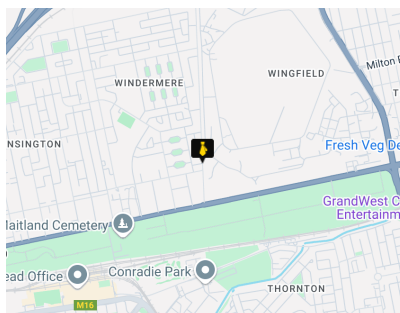 Milton R
WINGFIELD
WINDERMERE
T
NSINGTON
Fresh Veg De
GrandWest C
Entertainm
aitland Cemetery
ead Office
Conradie Park
THORNTON
M16